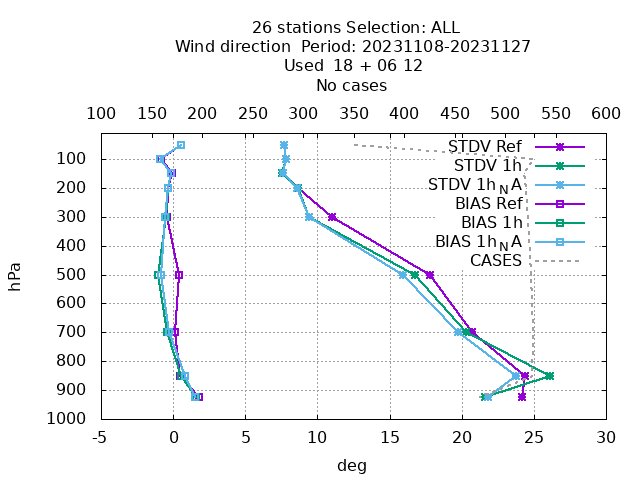 26 stations Selection: ALL
Wind direction  Period: 20231108-20231127
Used  18 + 06 12
No cases
100 150 200 250 300 350 400 450 500 550 600
STDV Ref
100
STDV 1h
200
STDV 1h_N A
BIAS Ref
300
BIAS 1h
400
BIAS 1h_N A
CASES
500
600
700
800
900
1000
hPa
-5 0 5 10 15 20 25 30
deg